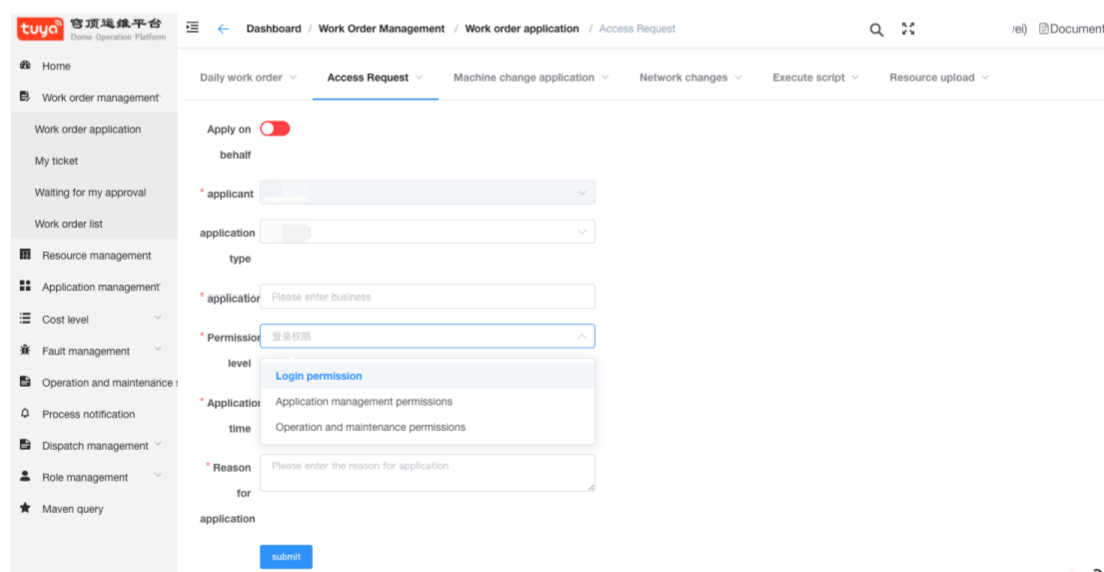 tuya 穹顶运维平台
Dome Operation Platform
Dashboard / Work Order Management / Work order application / Access Request
/ei) Document
Home
Work order management
Work order application
My ticket
Waiting for my approval
Work order list
Resource management
Application management
Cost level
Fault management
Operation and maintenance s
Process notification
Dispatch management
Role management
Maven query
Daily work order
Access Request
Machine change application
Network changes
Execute script
Resource upload
Apply on
behalf
* applicant
application
type
* application
Please enter business
* Permission
level
登录权限
Login permission
Application management permissions
Operation and maintenance permissions
* Application
time
* Reason
for
application
Please enter the reason for application
submit